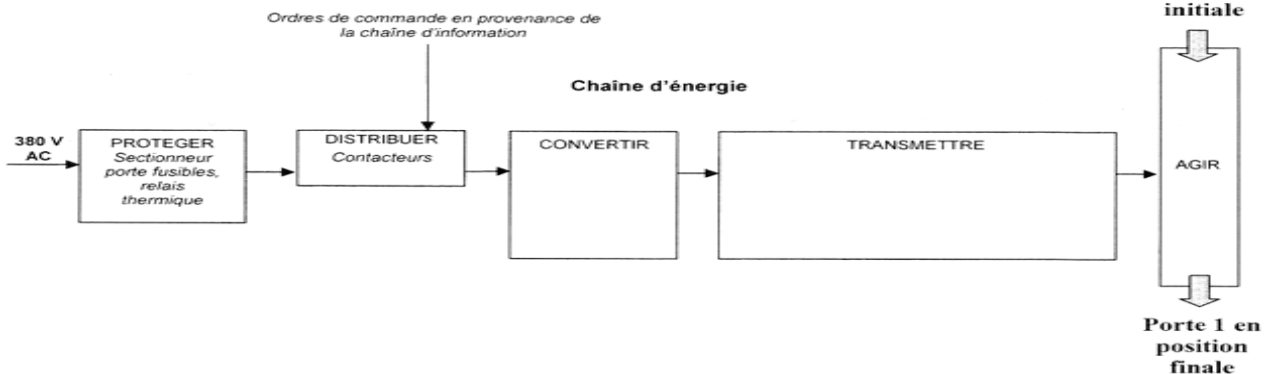 initiale
Ordres de commande en provenance de
la chaîne d'information
Chaîne d'énergie
380 V
AC
PROTEGER
Sectionneur
porte fusibles,
relais
thermique
DISTRIBUER
Contacteurs
CONVERTIR
TRANSMETTRE
AGIR
Porte 1 en
position
finale